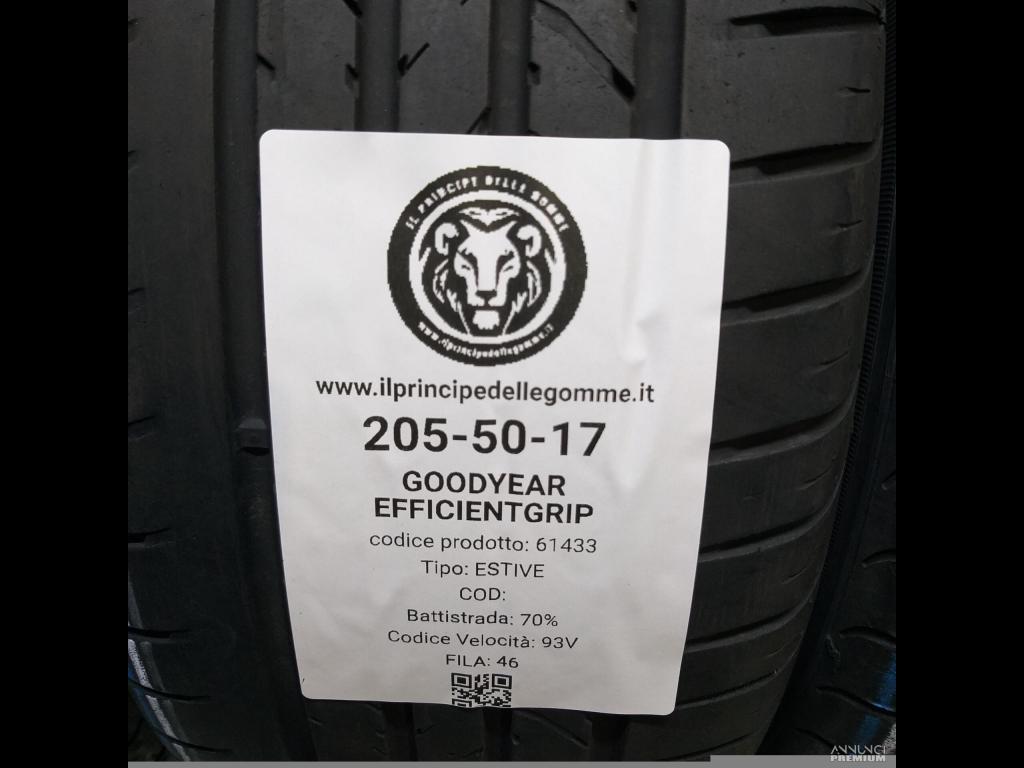 IL PRINCIPE DELLE GOMME
www.ilprincipedellegomme.it
www.ilprincipedellegomme.it
205-50-17
GOODYEAR
EFFICIENTGRIP
codice prodotto: 61433
Tipo: ESTIVE
COD:
Battistrada: 70%
Codice Velocità: 93V
FILA: 46
ANNUNCI
PREMIUM